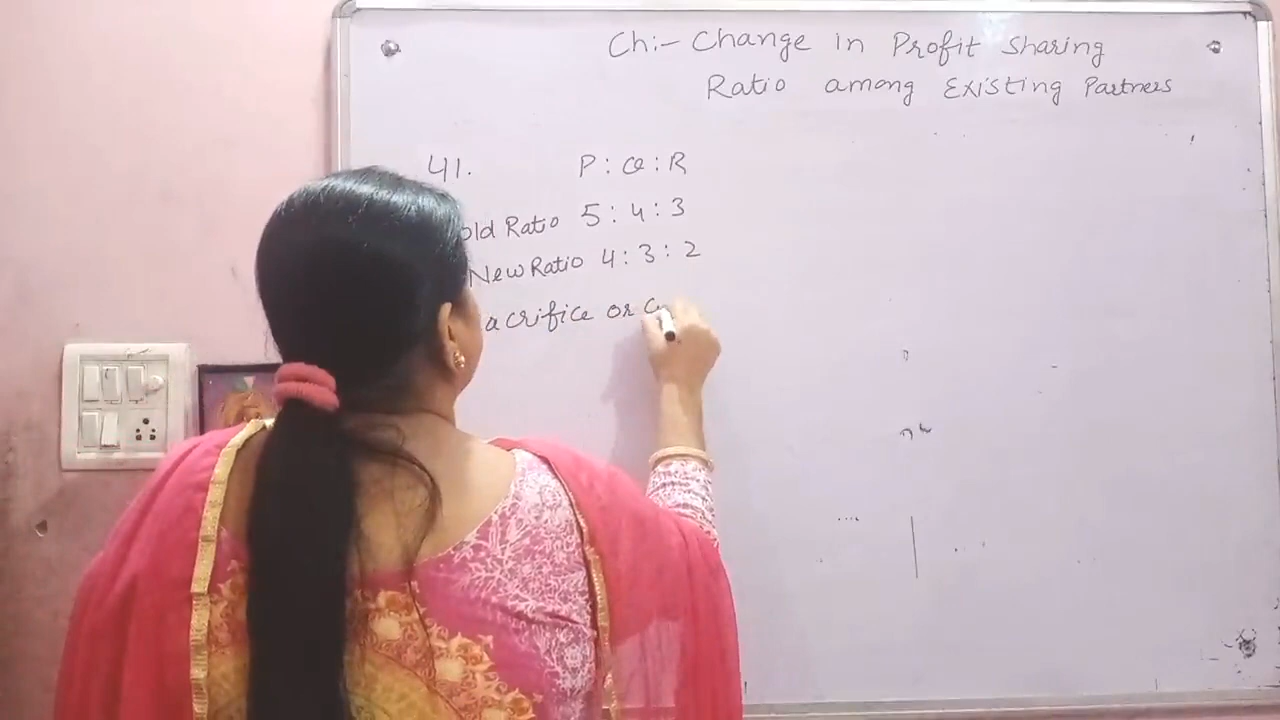 Ch:- Change in Profit Sharing
Ratio among Existing Partners
41. P : Q : R
old Ratio 5 : 4 : 3
New Ratio 4 : 3 : 2
acrifice or